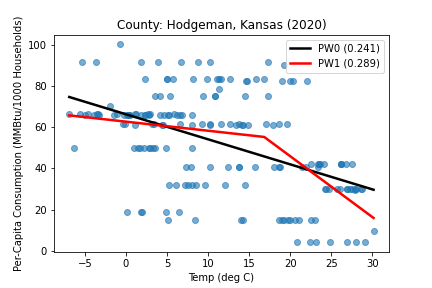 County: Hodgeman, Kansas (2020)
PW0 (0.241)
PW1 (0.289)
Per-Capita Consumption (MMBtu/1000 Households)
100
80
60
40
20
0
−5
0
5
10
15
20
25
30
Temp (deg C)